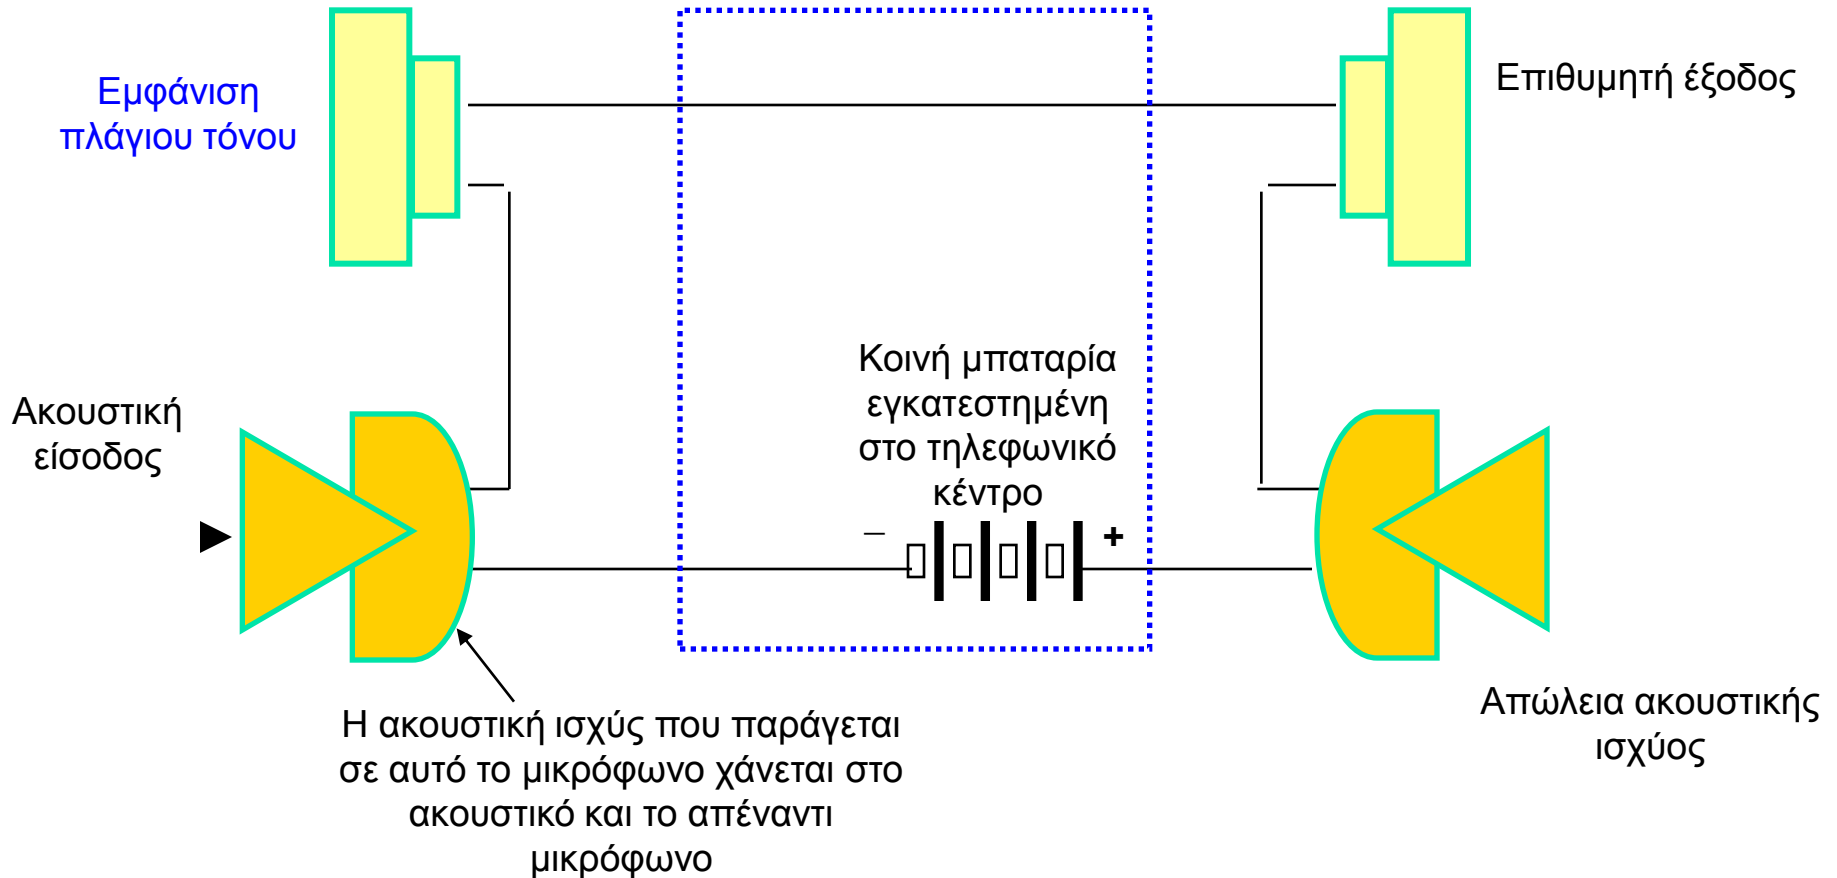 Εμφάνιση
πλάγιου τόνου
Επιθυμητή έξοδος
Ακουστική
είσοδος
Κοινή μπαταρία
εγκατεστημένη
στο τηλεφωνικό
κέντρο
– +
Η ακουστική ισχύς που παράγεται
σε αυτό το μικρόφωνο χάνεται στο
ακουστικό και το απέναντι
μικρόφωνο
Απώλεια ακουστικής
ισχύος